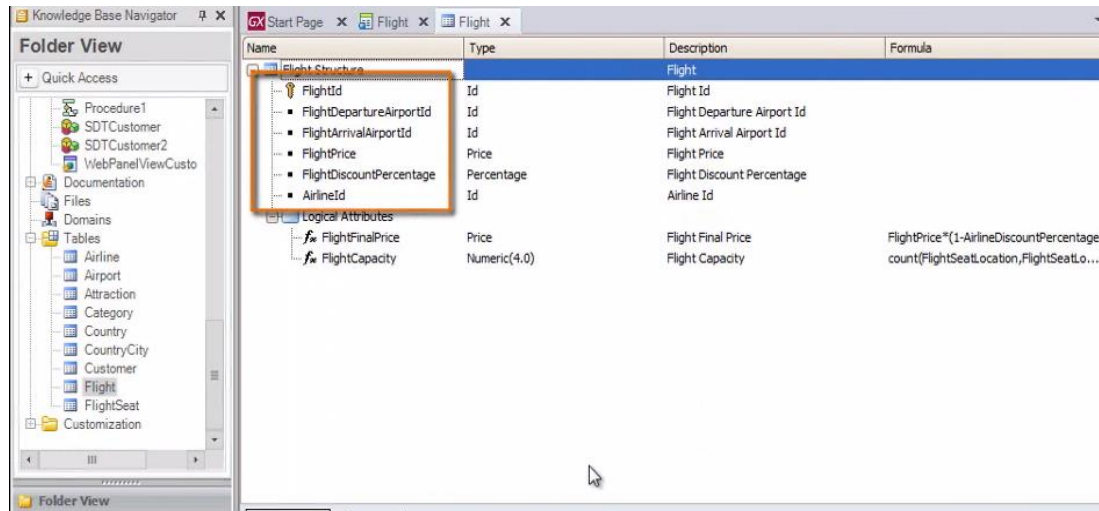 Knowledge Base Navigator
Folder View
+ Quick Access
Procedure1
SDTCustomer
SDTCustomer2
WebPanelViewCusto
Documentation
Files
Domains
Tables
Airline
Airport
Attraction
Category
Country
CountryCity
Customer
Flight
FlightSeat
Customization
Folder View
GX Start Page Flight Flight
Name Type Description Formula
Flight Structure Flight
FlightId Id Flight Id
FlightDepartureAirportId Id Flight Departure Airport Id
FlightArrivalAirportId Id Flight Arrival Airport Id
FlightPrice Price Flight Price
FlightDiscountPercentage Percentage Flight Discount Percentage
AirlineId Id Airline Id
Logical Attributes
fx FlightFinalPrice Price Flight Final Price FlightPrice*(1-AirlineDiscountPercentage
fx FlightCapacity Numeric(4.0) Flight Capacity count(FlightSeatLocation,FlightSeatLo...